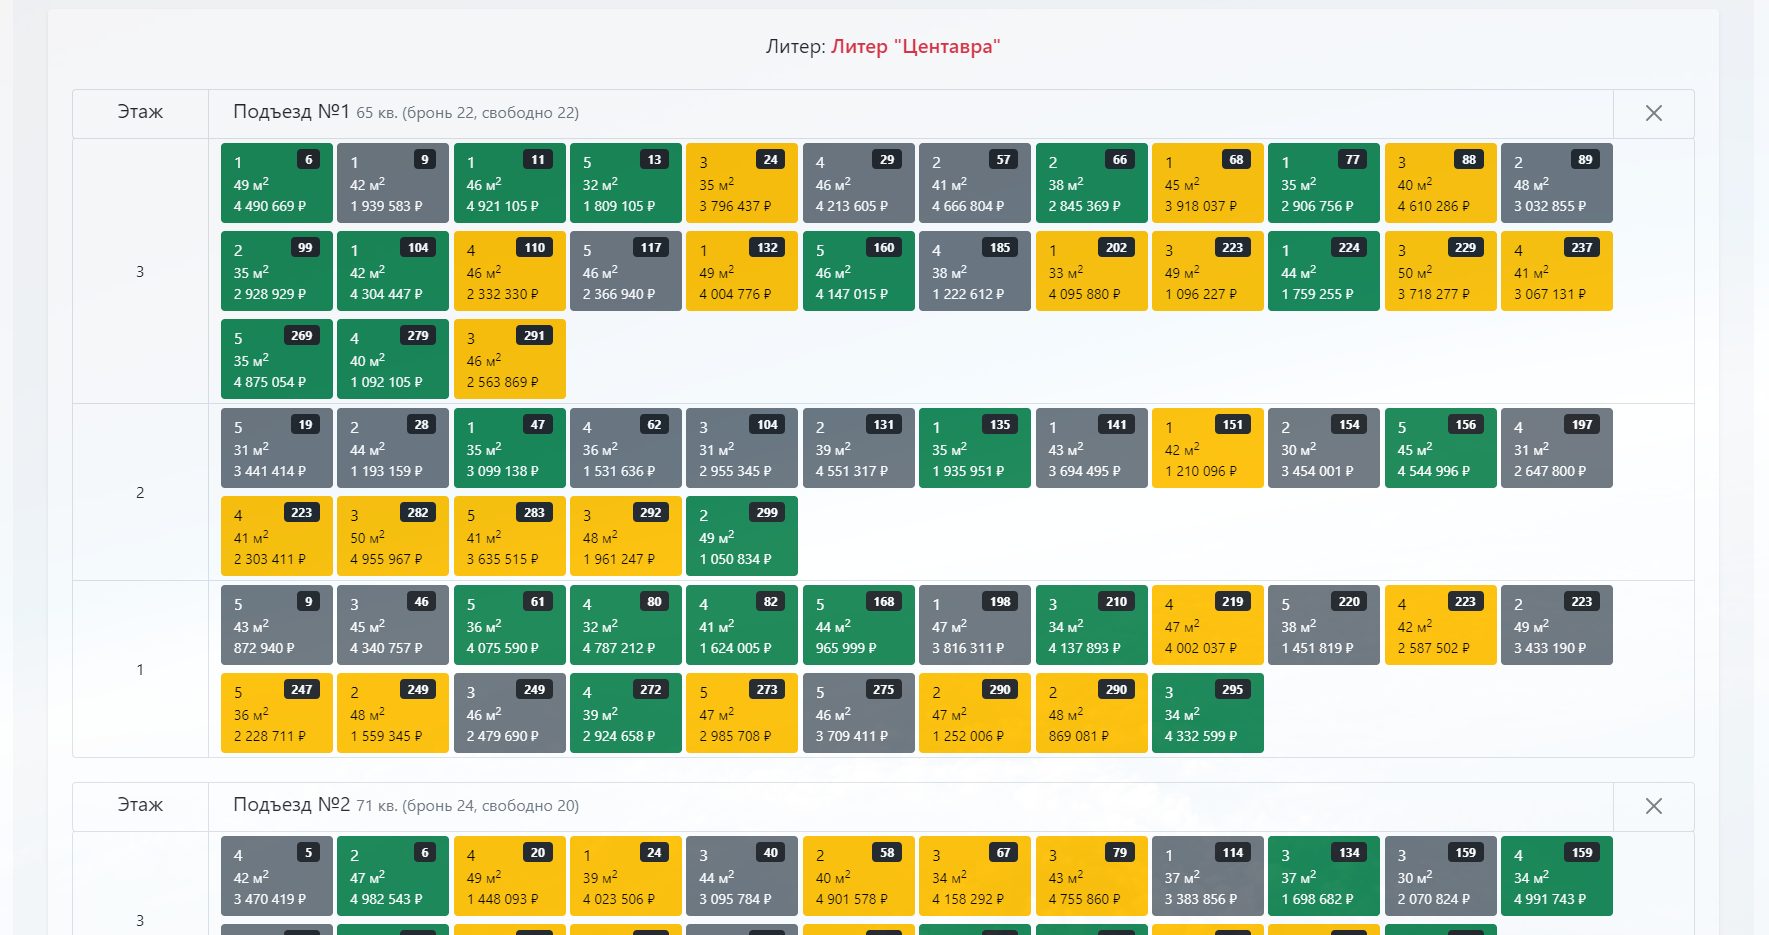 Литер: Литер "Центавра"
Этаж Подъезд №1 65 кв. (бронь 22, свободно 22)
3
1 6 1 9 1 11 5 13 3 24 4 29 2 57 2 66 1 68 1 77 3 88 2 89
49 м² 42 м² 46 м² 32 м² 35 м² 46 м² 41 м² 38 м² 45 м² 35 м² 40 м² 48 м²
4 490 669 ₽ 1 939 583 ₽ 4 921 105 ₽ 1 809 105 ₽ 3 796 437 ₽ 4 213 605 ₽ 4 666 804 ₽ 2 845 369 ₽ 3 918 037 ₽ 2 906 756 ₽ 4 610 286 ₽ 3 032 855 ₽
2 99 1 104 4 110 5 117 1 132 5 160 4 185 1 202 3 223 1 224 3 229 4 237
35 м² 42 м² 46 м² 46 м² 49 м² 46 м² 38 м² 33 м² 49 м² 44 м² 50 м² 41 м²
2 928 929 ₽ 4 304 447 ₽ 2 332 330 ₽ 2 366 940 ₽ 4 004 776 ₽ 4 147 015 ₽ 1 222 612 ₽ 4 095 880 ₽ 1 096 227 ₽ 1 759 255 ₽ 3 718 277 ₽ 3 067 131 ₽
5 269 4 279 3 291
35 м² 40 м² 46 м²
4 875 054 ₽ 1 092 105 ₽ 2 563 869 ₽
2
5 19 2 28 1 47 4 62 3 104 2 131 1 135 1 141 1 151 2 154 5 156 4 197
31 м² 44 м² 35 м² 36 м² 31 м² 39 м² 35 м² 43 м² 42 м² 30 м² 45 м² 31 м²
3 441 414 ₽ 1 193 159 ₽ 3 099 138 ₽ 1 531 636 ₽ 2 955 345 ₽ 4 551 317 ₽ 1 935 951 ₽ 3 694 495 ₽ 1 210 096 ₽ 3 454 001 ₽ 4 544 996 ₽ 2 647 800 ₽
4 223 3 282 5 283 3 292 2 299
41 м² 50 м² 41 м² 48 м² 49 м²
2 303 411 ₽ 4 955 967 ₽ 3 635 515 ₽ 1 961 247 ₽ 1 050 834 ₽
1
5 9 3 46 5 61 4 80 4 82 5 168 1 198 3 210 4 219 5 220 4 223 2 223
43 м² 45 м² 36 м² 32 м² 41 м² 44 м² 47 м² 34 м² 47 м² 38 м² 42 м² 49 м²
872 940 ₽ 4 340 757 ₽ 4 075 590 ₽ 4 787 212 ₽ 1 624 005 ₽ 965 999 ₽ 3 816 311 ₽ 4 137 893 ₽ 4 002 037 ₽ 1 451 819 ₽ 2 587 502 ₽ 3 433 190 ₽
5 247 2 249 3 249 4 272 5 273 5 275 2 290 2 290 3 295
36 м² 48 м² 46 м² 39 м² 47 м² 46 м² 47 м² 48 м² 34 м²
2 228 711 ₽ 1 559 345 ₽ 2 479 690 ₽ 2 924 658 ₽ 2 985 708 ₽ 3 709 411 ₽ 1 252 006 ₽ 869 081 ₽ 4 332 599 ₽
Этаж Подъезд №2 71 кв. (бронь 24, свободно 20)
3
4 5 2 6 4 20 1 24 3 40 2 58 3 67 3 79 1 114 3 134 3 159 4 159
42 м² 47 м² 49 м² 39 м² 44 м² 40 м² 34 м² 43 м² 37 м² 37 м² 30 м² 34 м²
3 470 419 ₽ 4 982 543 ₽ 1 448 093 ₽ 4 023 506 ₽ 3 095 784 ₽ 4 901 578 ₽ 4 158 292 ₽ 4 755 860 ₽ 3 383 856 ₽ 1 698 682 ₽ 2 070 824 ₽ 4 991 743 ₽